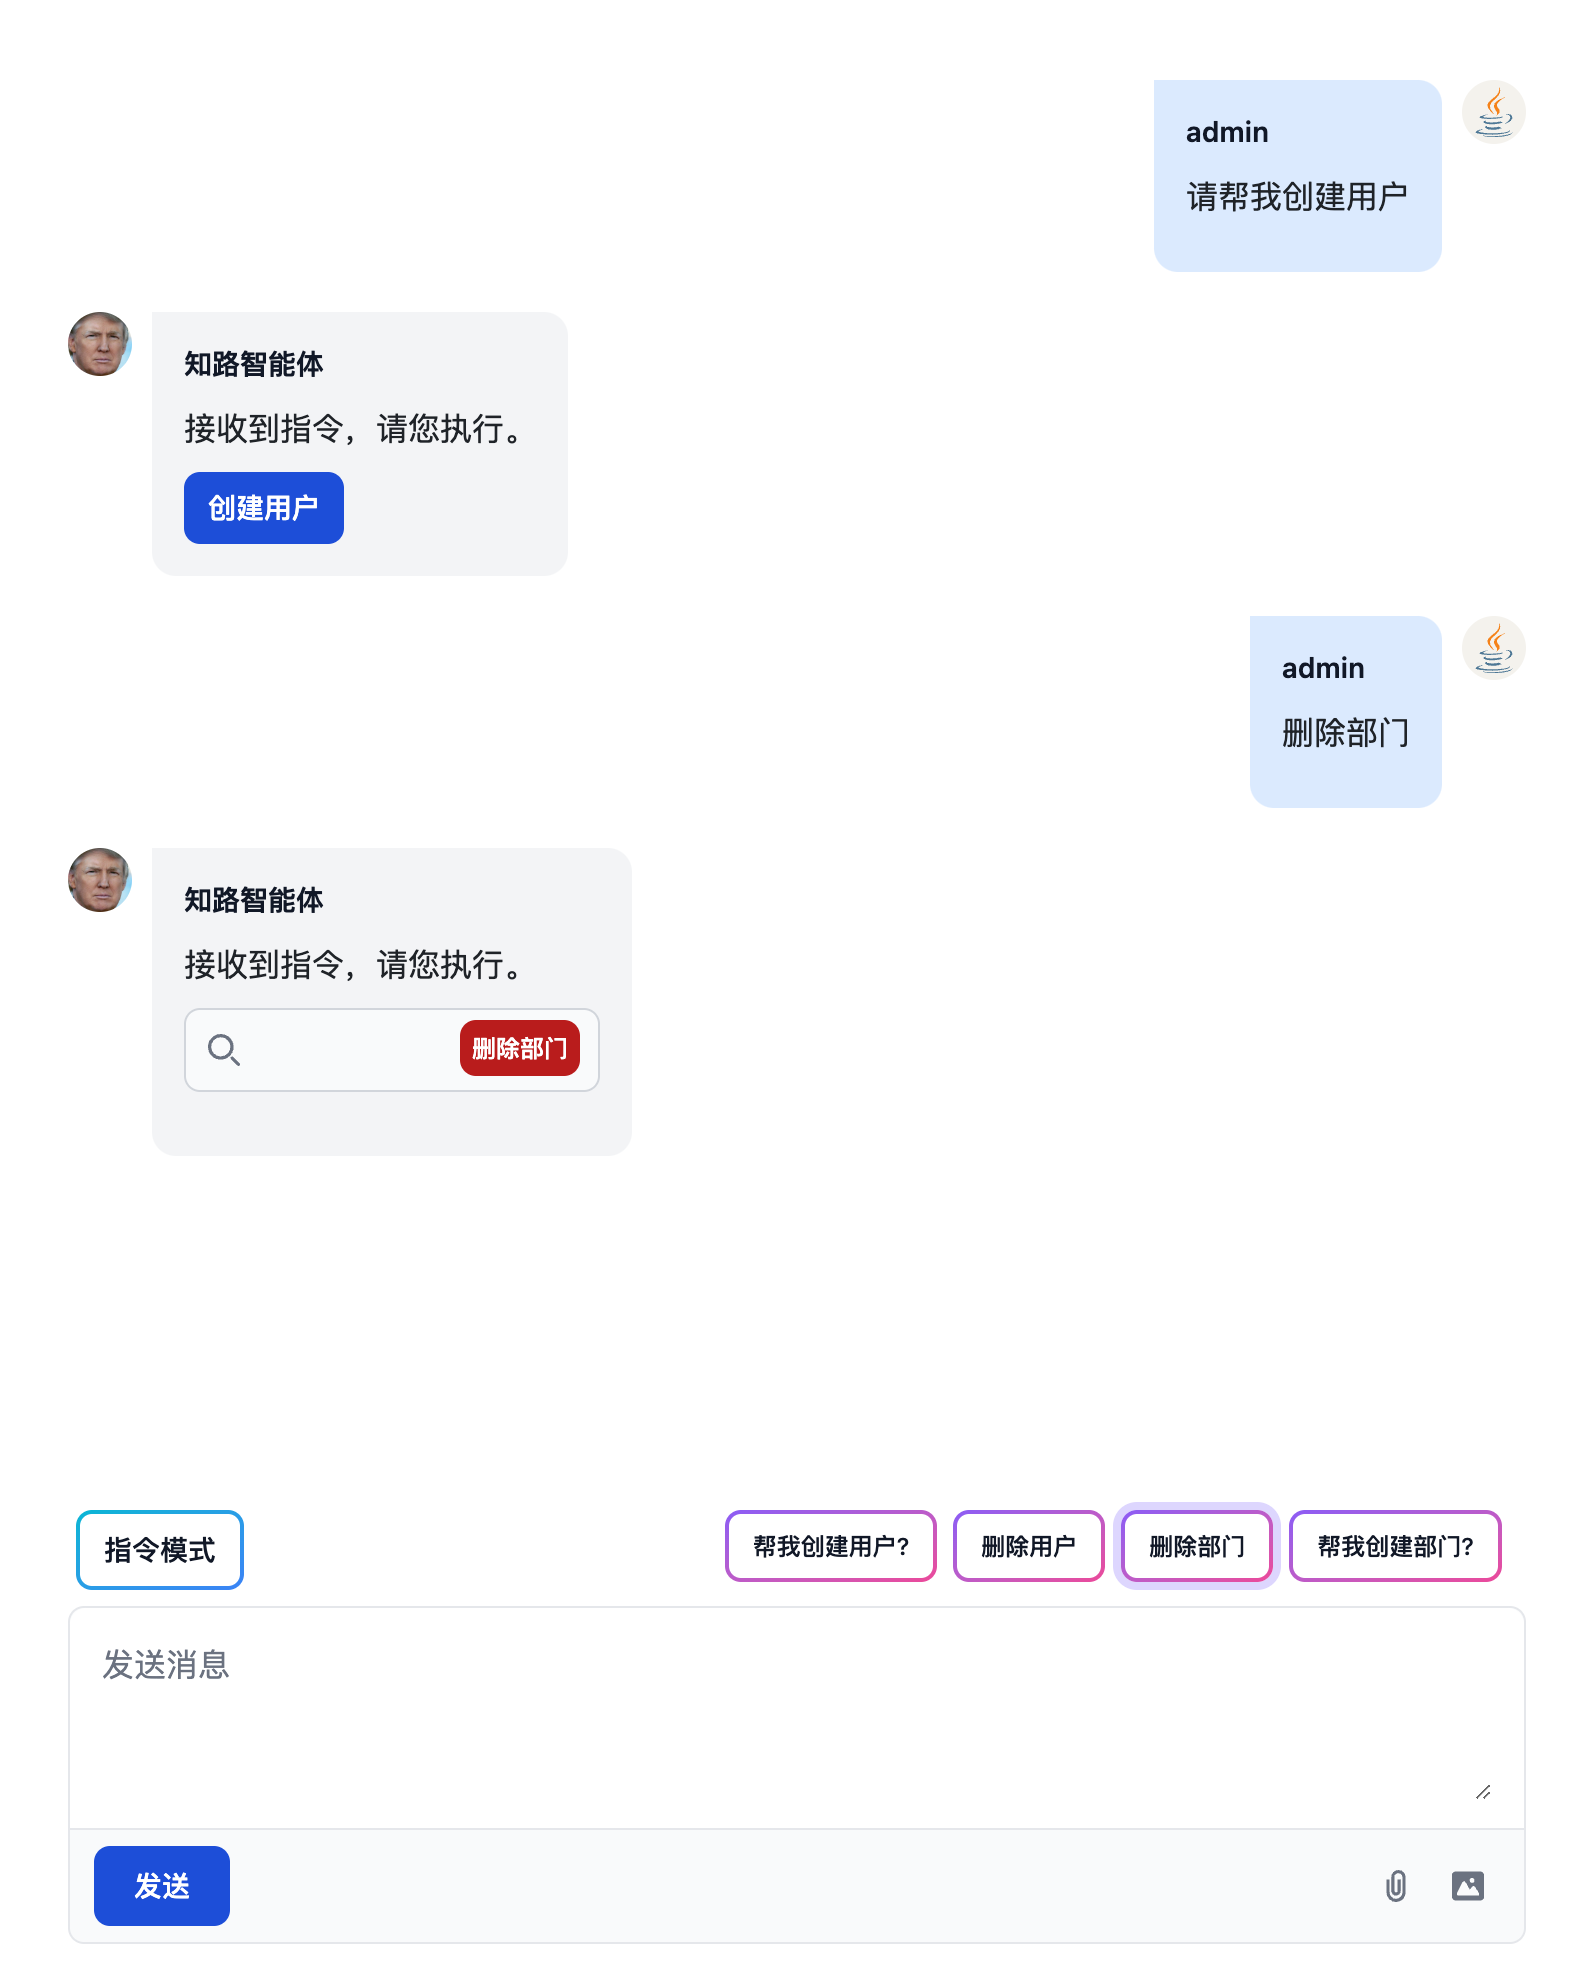 admin
请帮我创建用户
知路智能体
接收到指令，请您执行。
创建用户
admin
删除部门
知路智能体
接收到指令，请您执行。
删除部门
指令模式
帮我创建用户?
删除用户
删除部门
帮我创建部门?
发送消息
发送